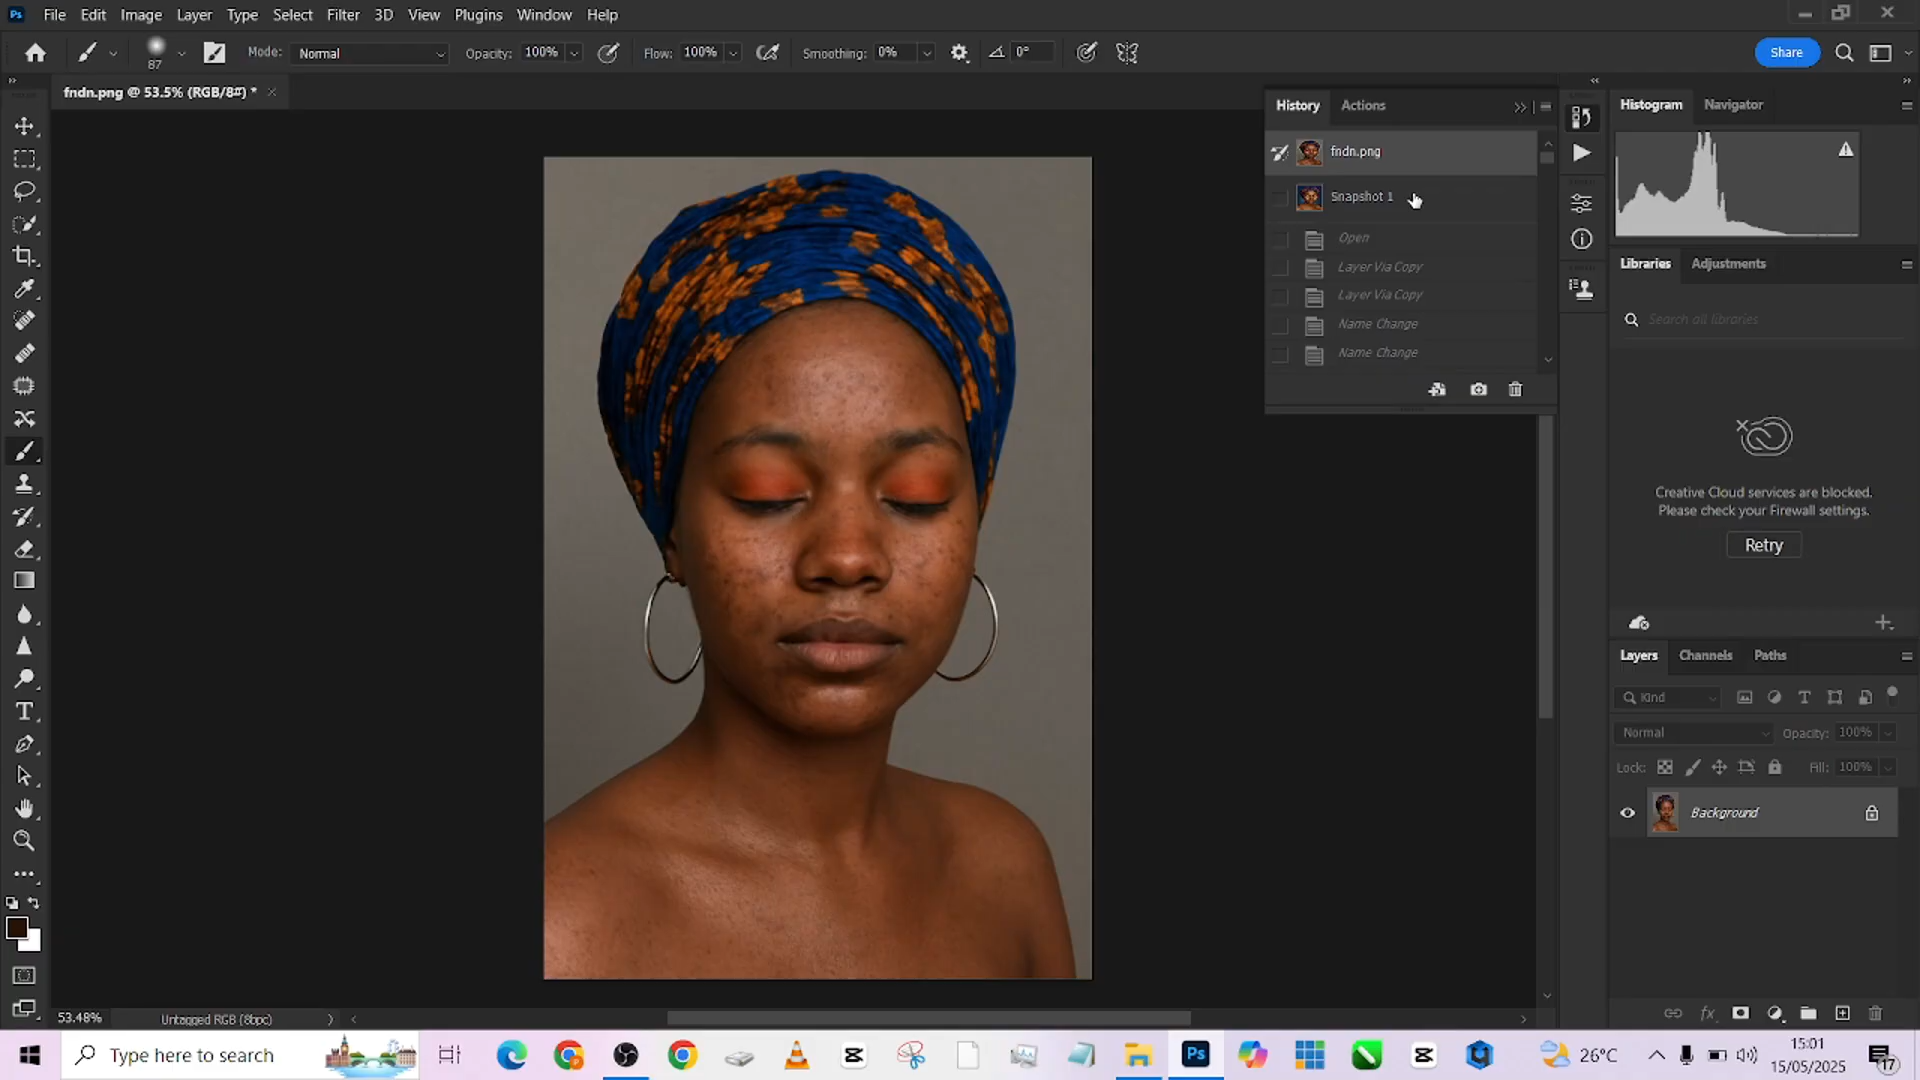 Ps File Edit Image Layer Type Select Filter 3D View Plugins Window Help
87 Mode: Normal Opacity: 100% Flow: 100% Smoothing: 0% 0° Share
fndn.png @ 53.5% (RGB/8#) *
History Actions
fndn.png
Snapshot 1
Open
Layer Via Copy
Layer Via Copy
Name Change
Name Change
Histogram Navigator
Libraries Adjustments
Search all libraries
Creative Cloud services are blocked.
Please check your Firewall settings.
Retry
Layers Channels Paths
Kind
Normal Opacity: 100%
Lock: Fill: 100%
Background
53.48% Untagged RGB (8bpc)
Type here to search
Ps
26°C
15:01
15/05/2025
17